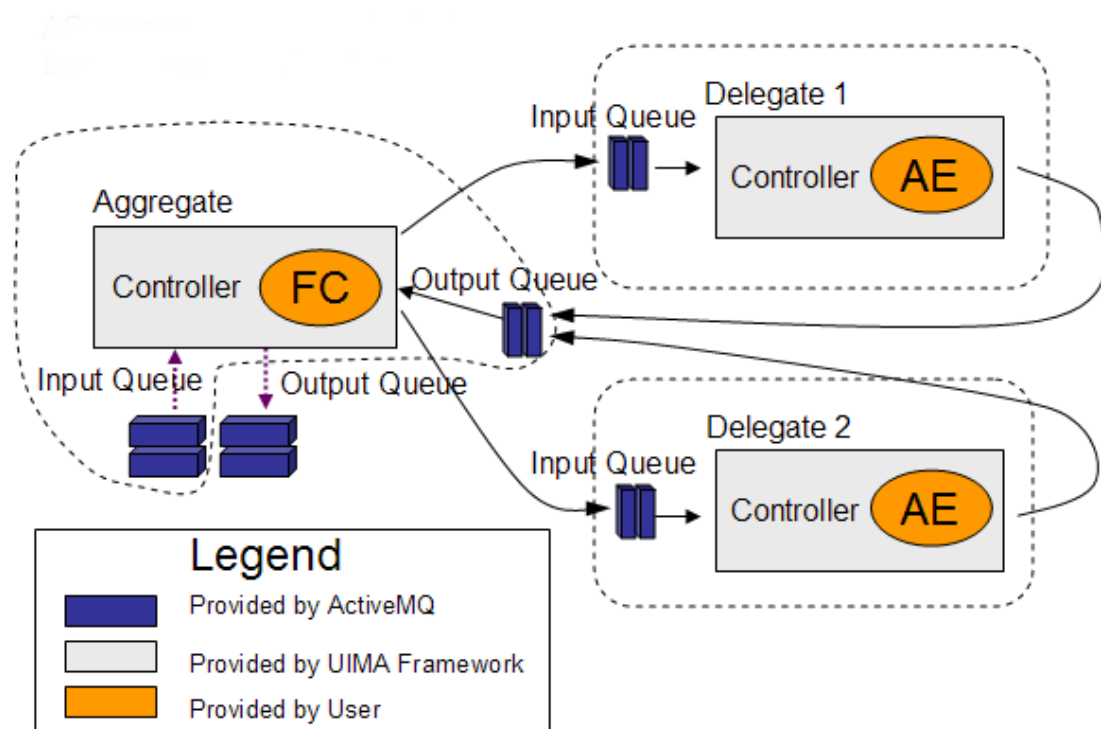 Delegate 1
Input Queue
Controller
AE
Aggregate
Controller
FC
Output Queue
Input Queue
Output Queue
Delegate 2
Input Queue
Controller
AE
Legend
Provided by ActiveMQ
Provided by UIMA Framework
Provided by User